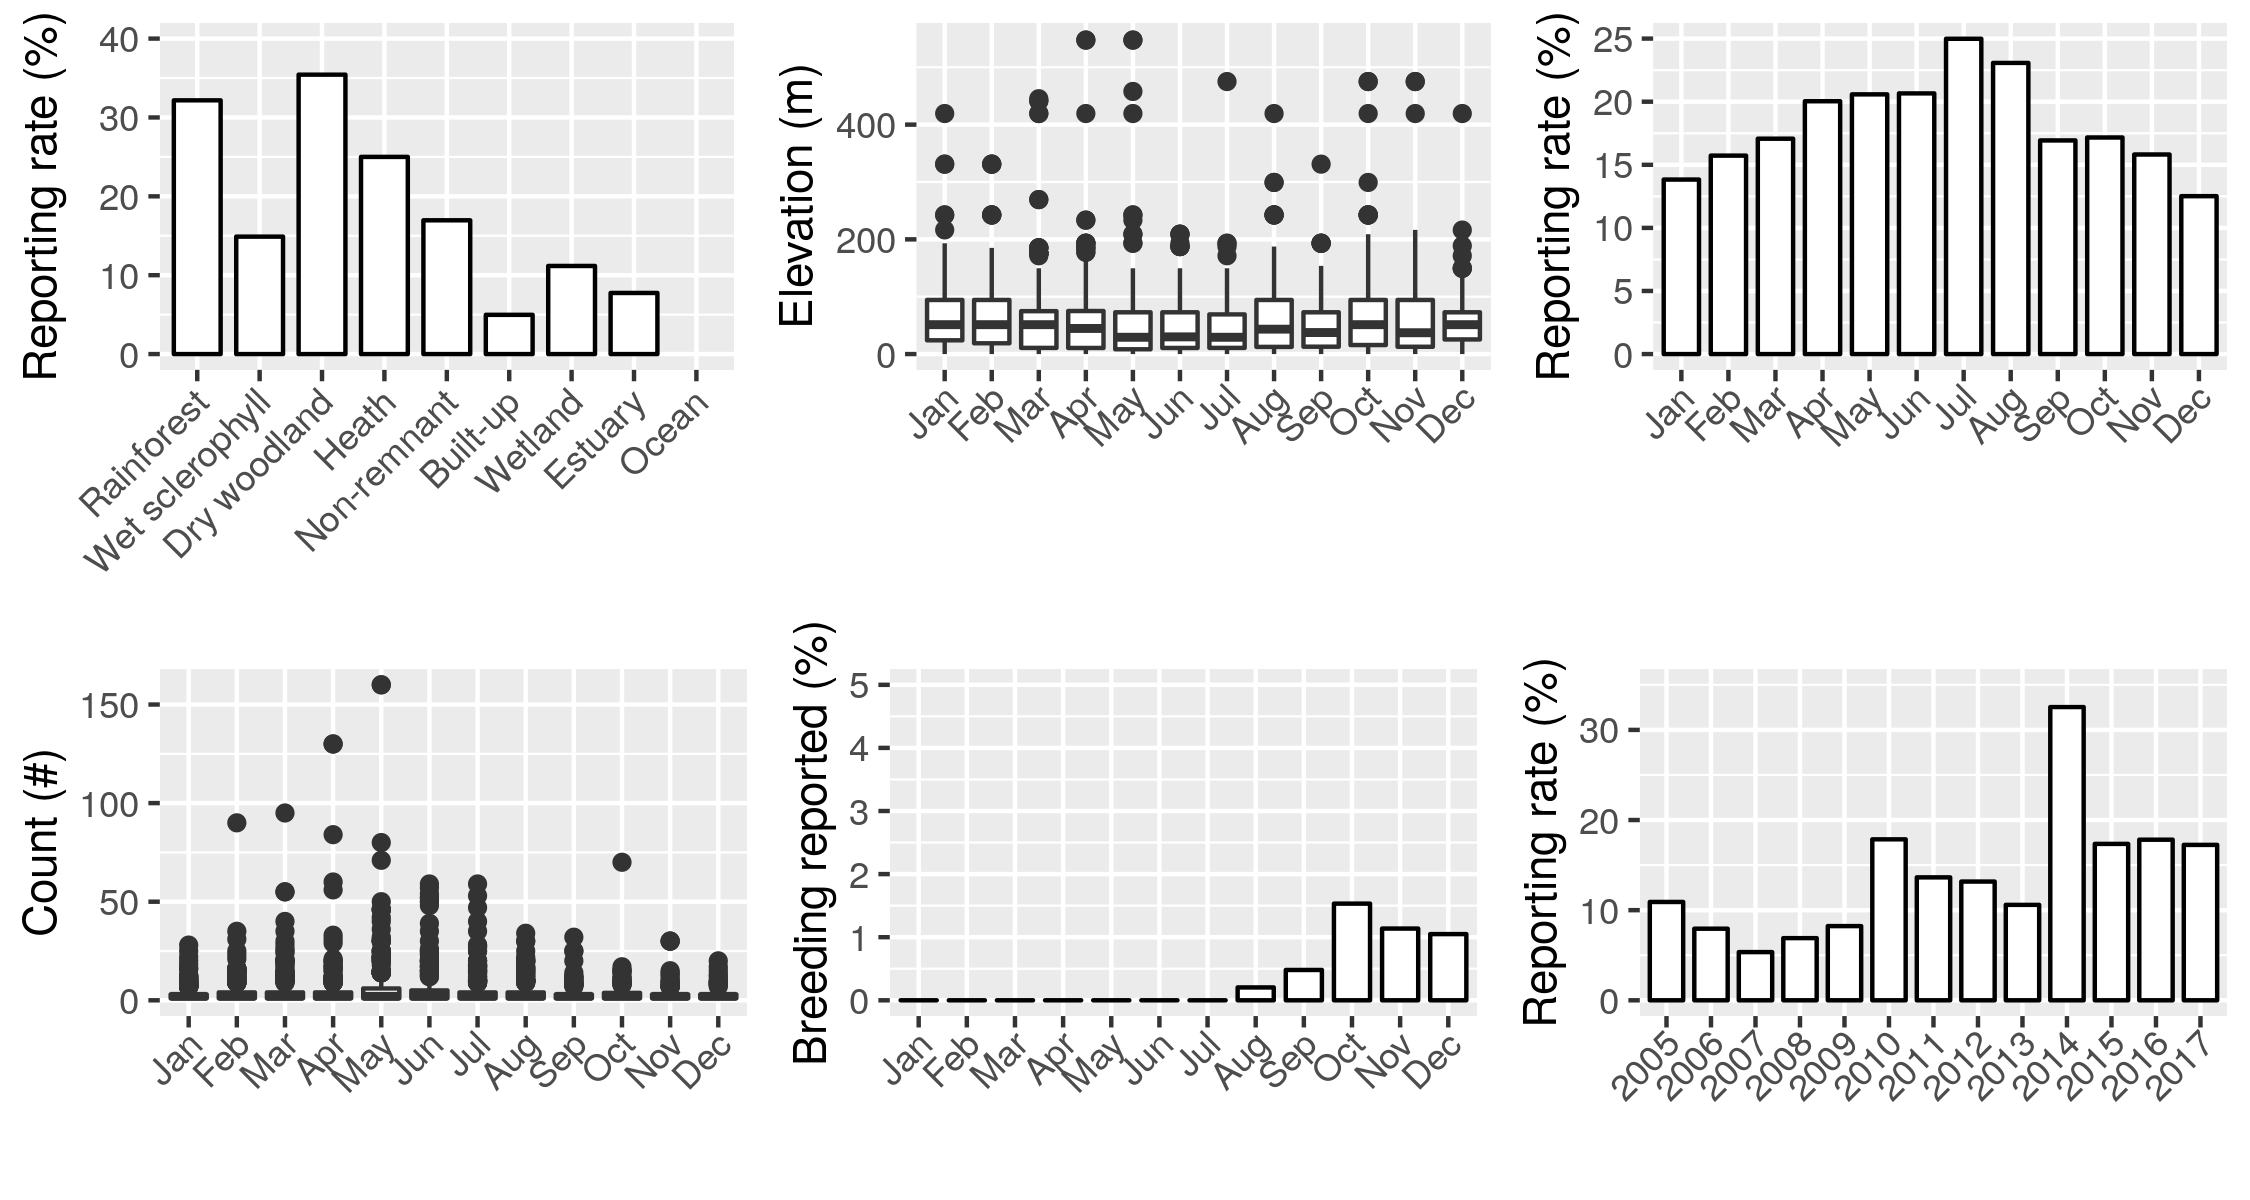 Reporting rate (%)
40
30
20
10
0
Rainforest
Wet sclerophyll
Dry woodland
Heath
Non-remnant
Built-up
Wetland
Estuary
Ocean
Elevation (m)
400
200
0
Jan
Feb
Mar
Apr
May
Jun
Jul
Aug
Sep
Oct
Nov
Dec
Reporting rate (%)
25
20
15
10
5
0
Jan
Feb
Mar
Apr
May
Jun
Jul
Aug
Sep
Oct
Nov
Dec
Count (#)
150
100
50
0
Jan
Feb
Mar
Apr
May
Jun
Jul
Aug
Sep
Oct
Nov
Dec
Breeding reported (%)
5
4
3
2
1
0
Jan
Feb
Mar
Apr
May
Jun
Jul
Aug
Sep
Oct
Nov
Dec
Reporting rate (%)
30
20
10
0
2005
2006
2007
2008
2009
2010
2011
2012
2013
2014
2015
2016
2017